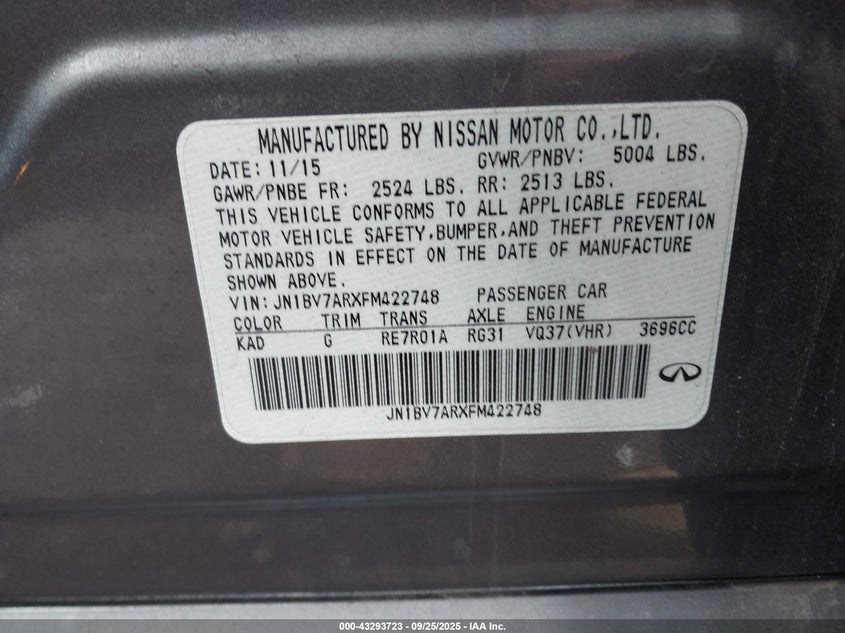 MANUFACTURED BY NISSAN MOTOR CO.,LTD.
DATE: 11/15 GVWR/PNBV: 5004 LBS.
GAWR/PNBE FR: 2524 LBS. RR: 2513 LBS.
THIS VEHICLE CONFORMS TO ALL APPLICABLE FEDERAL
MOTOR VEHICLE SAFETY,BUMPER,AND THEFT PREVENTION
STANDARDS IN EFFECT ON THE DATE OF MANUFACTURE
SHOWN ABOVE.
VIN: JN1BV7ARXFM422748 PASSENGER CAR
COLOR TRIM TRANS AXLE ENGINE
KAD G RE7R01A RG31 VQ37(VHR) 3696CC
JN1BV7ARXFM422748
000-43293723 - 09/25/2025 - IAA Inc.